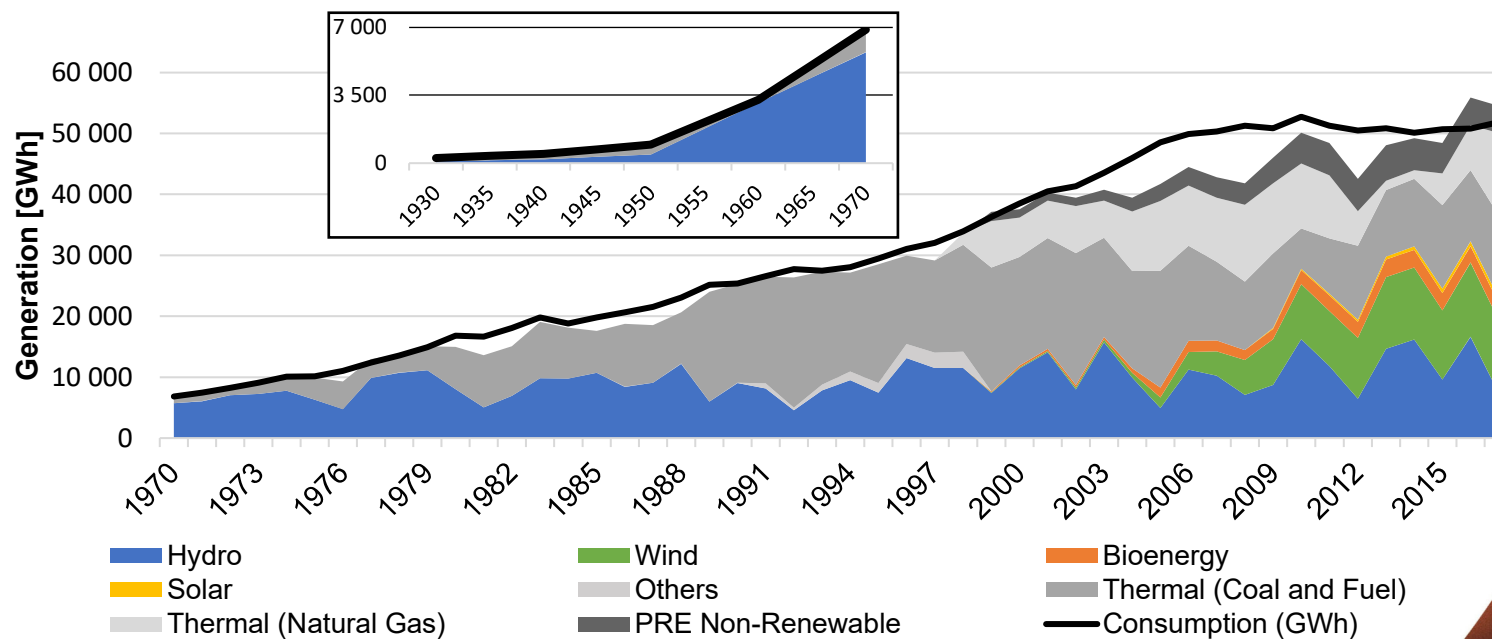 7 000
3 500
0
1930 1935 1940 1945 1950 1955 1960 1965 1970
Generation [GWh]
60 000
50 000
40 000
30 000
20 000
10 000
0
1970 1973 1976 1979 1982 1985 1988 1991 1994 1997 2000 2003 2006 2009 2012 2015
Hydro Wind Bioenergy
Solar Others Thermal (Coal and Fuel)
Thermal (Natural Gas) PRE Non-Renewable Consumption (GWh)